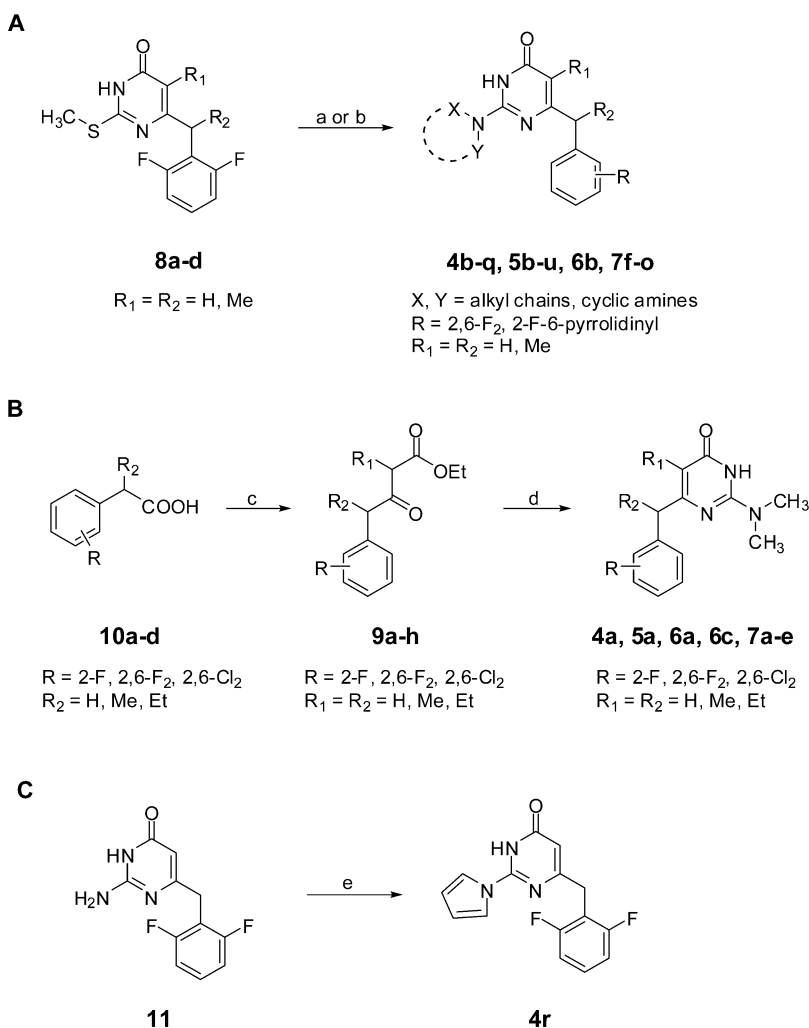 A
O
HN
R1
H3C
S
N
R2
F
F
a or b
O
HN
R1
X
N
N
R2
Y
R
8a-d
4b-q, 5b-u, 6b, 7f-o
R1 = R2 = H, Me
X, Y = alkyl chains, cyclic amines
R = 2,6-F2, 2-F-6-pyrrolidinyl
R1 = R2 = H, Me
B
R2
COOH
R
c
O
R1
OEt
R2
O
R
d
O
R1
NH
R2
N
N
CH3
CH3
R
10a-d
9a-h
4a, 5a, 6a, 6c, 7a-e
R = 2-F, 2,6-F2, 2,6-Cl2
R2 = H, Me, Et
R = 2-F, 2,6-F2, 2,6-Cl2
R1 = R2 = H, Me, Et
R = 2-F, 2,6-F2, 2,6-Cl2
R1 = R2 = H, Me, Et
C
O
HN
H2N
N
F
F
e
O
HN
N
N
F
F
11
4r